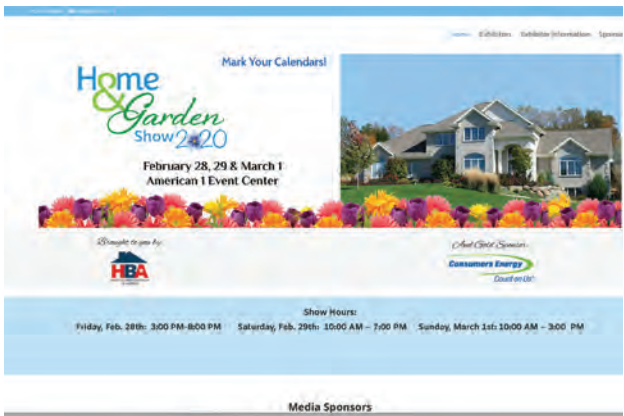 Home Exhibitors Exhibitor Information Sponsor
Mark Your Calendars!
Home
&
Garden
Show 2020
February 28, 29 & March 1
American 1 Event Center
Brought to you by:
HBA
And Gold Sponsor:
Consumers Energy
Count on Us®
Show Hours:
Friday, Feb. 28th: 3:00 PM-8:00 PM Saturday, Feb. 29th: 10:00 AM – 7:00 PM Sunday, March 1st: 10:00 AM – 3:00 PM
Media Sponsors